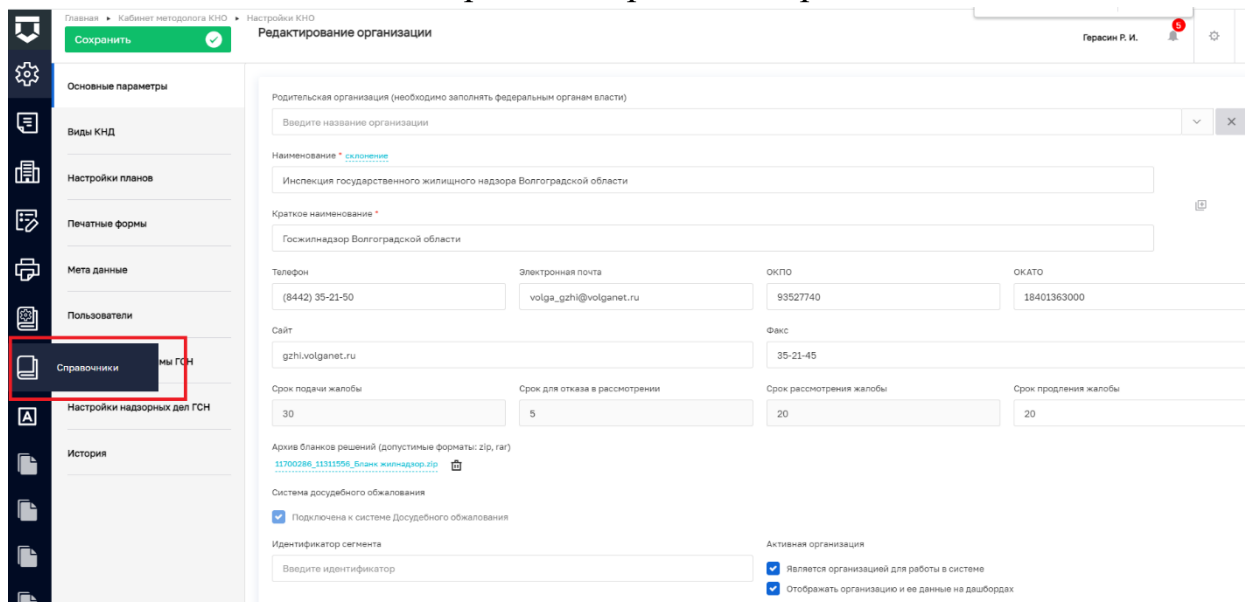 Главная ▸ Кабинет методолога КНО ▸ Настройки КНО
Сохранить
Редактирование организации
Герасин Р. И.
5
Основные параметры
Виды КНД
Настройки планов
Печатные формы
Мета данные
Пользователи
Справочники
мы ГСН
Настройки надзорных дел ГСН
История
Родительская организация (необходимо заполнять федеральным органам власти)
Введите название организации
Наименование * склонение
Инспекция государственного жилищного надзора Волгоградской области
Краткое наименование *
Госжилнадзор Волгоградской области
Телефон Электронная почта ОКПО ОКАТО
(8442) 35-21-50 volga_gzhi@volganet.ru 93527740 18401363000
Сайт Факс
gzhi.volganet.ru 35-21-45
Срок подачи жалобы Срок для отказа в рассмотрении Срок рассмотрения жалобы Срок продления жалобы
30 5 20 20
Архив бланков решений (допустимые форматы: zip, rar)
11700286_11311556_Бланк жилнадзор.zip
Система досудебного обжалования
Подключена к системе Досудебного обжалования
Идентификатор сегмента Активная организация
Введите идентификатор Является организацией для работы в системе
Отображать организацию и ее данные на дашбордах